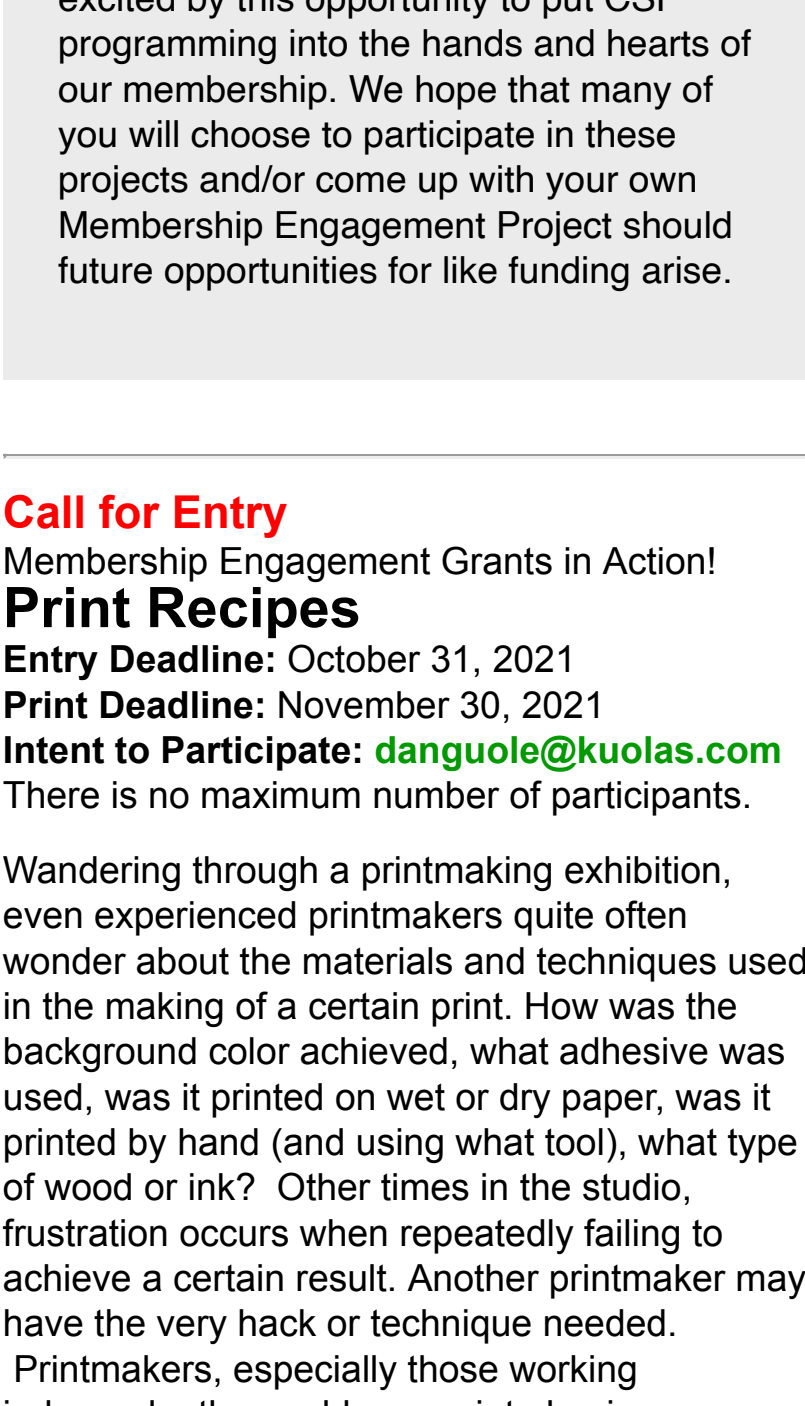 excited by this opportunity to put CSP
programming into the hands and hearts of
our membership. We hope that many of
you will choose to participate in these
projects and/or come up with your own
Membership Engagement Project should
future opportunities for like funding arise.
Call for Entry
Membership Engagement Grants in Action!
Print Recipes
Entry Deadline: October 31, 2021
Print Deadline: November 30, 2021
Intent to Participate: danguole@kuolas.com
There is no maximum number of participants.
Wandering through a printmaking exhibition,
even experienced printmakers quite often
wonder about the materials and techniques used
in the making of a certain print. How was the
background color achieved, what adhesive was
used, was it printed on wet or dry paper, was it
printed by hand (and using what tool), what type
of wood or ink?  Other times in the studio,
frustration occurs when repeatedly failing to
achieve a certain result. Another printmaker may
have the very hack or technique needed.
Printmakers, especially those working